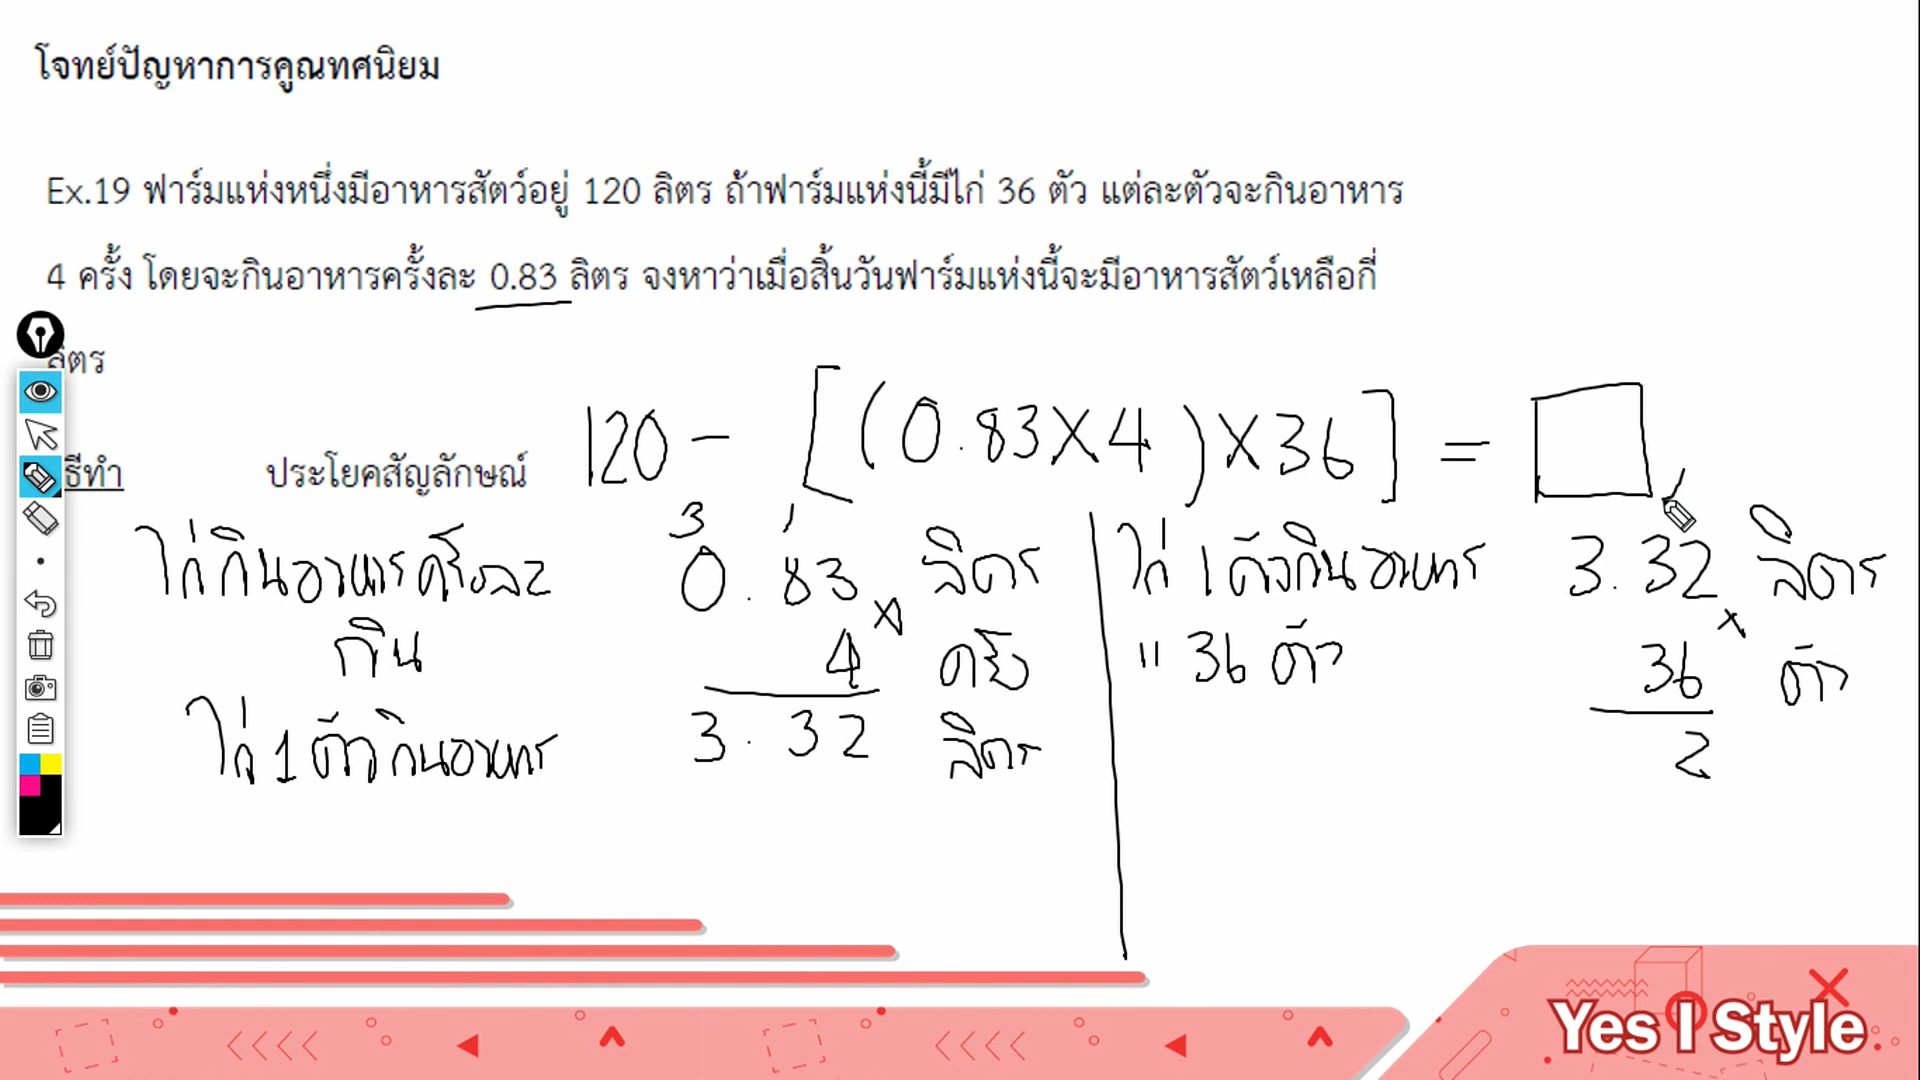 โจทย์ปัญหาการคูณทศนิยม
Ex.19 ฟาร์มแห่งหนึ่งมีอาหารสัตว์อยู่ 120 ลิตร ถ้าฟาร์มแห่งนี้มีไก่ 36 ตัว แต่ละตัวจะกินอาหาร
4 ครั้ง โดยจะกินอาหารครั้งละ 0.83 ลิตร จงหาว่าเมื่อสิ้นวันฟาร์มแห่งนี้จะมีอาหารสัตว์เหลือกี่
ลิตร
ธีทำ ประโยคสัญลักษณ์ 120 - [(0.83 X 4) X 36] = □
3 1
ไก่กินอาหารครั้งละ 0.83 ลิตร
×
กิน 4 ครั้ง
ไก่ 1 ตัวกินอาหาร 3.32 ลิตร
1
ไก่ 1 ตัวกินอาหาร 3.32 ลิตร
×
" 36 ตัว 36 ตัว
2
Yes I Style